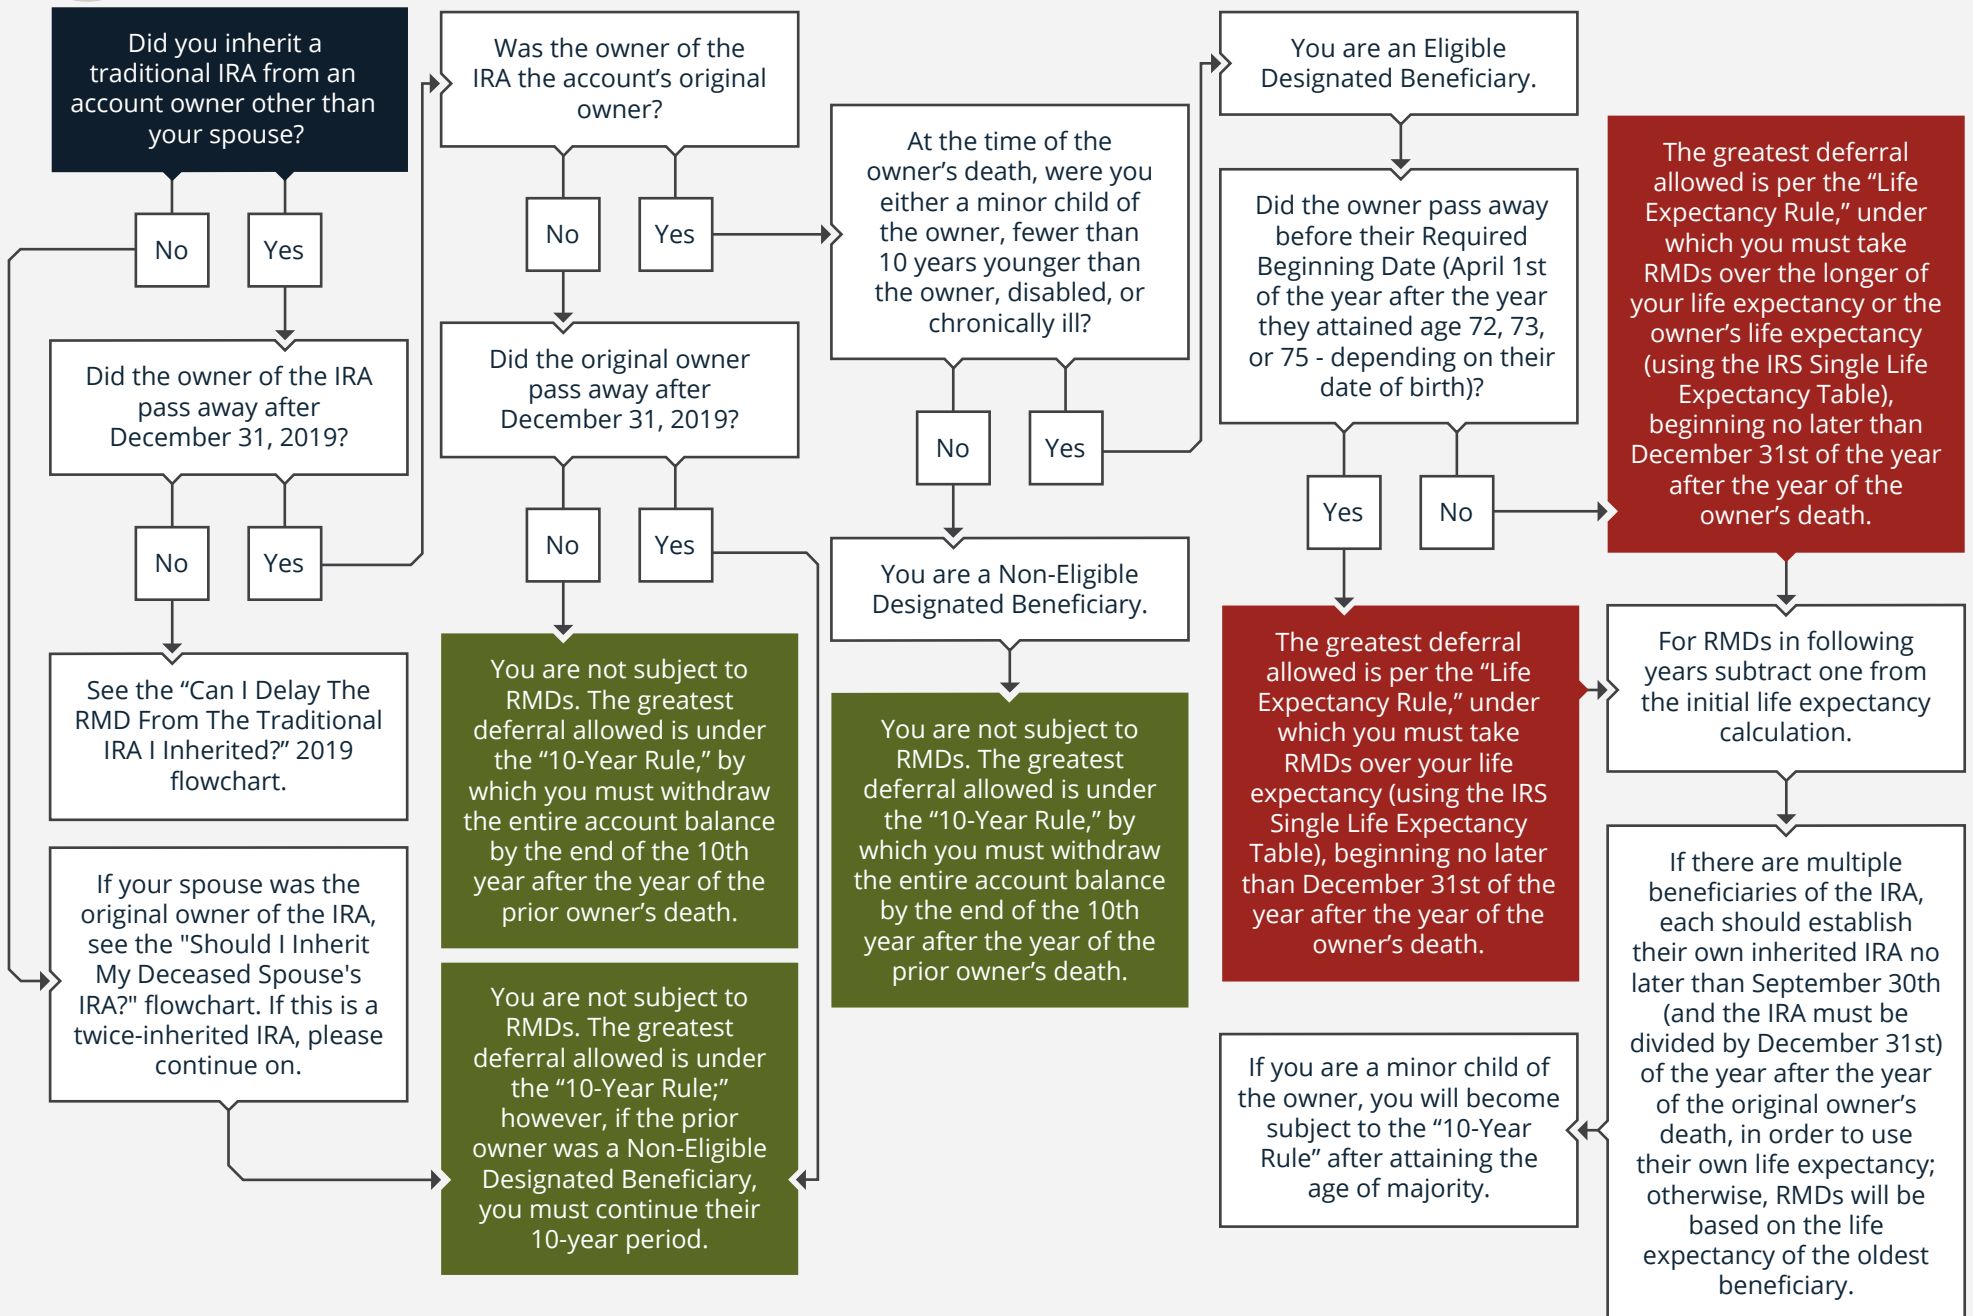 Did you inherit a
traditional IRA from an
account owner other than
your spouse?
No
Yes
Did the owner of the IRA
pass away after
December 31, 2019?
No
Yes
See the “Can I Delay The
RMD From The Traditional
IRA I Inherited?” 2019
flowchart.
If your spouse was the
original owner of the IRA,
see the "Should I Inherit
My Deceased Spouse's
IRA?" flowchart. If this is a
twice-inherited IRA, please
continue on.
Was the owner of the
IRA the account’s original
owner?
No
Yes
Did the original owner
pass away after
December 31, 2019?
No
Yes
You are not subject to
RMDs. The greatest
deferral allowed is under
the “10-Year Rule,” by
which you must withdraw
the entire account balance
by the end of the 10th
year after the year of the
prior owner’s death.
You are not subject to
RMDs. The greatest
deferral allowed is under
the “10-Year Rule;”
however, if the prior
owner was a Non-Eligible
Designated Beneficiary,
you must continue their
10-year period.
At the time of the
owner’s death, were you
either a minor child of
the owner, fewer than
10 years younger than
the owner, disabled, or
chronically ill?
No
Yes
You are a Non-Eligible
Designated Beneficiary.
You are not subject to
RMDs. The greatest
deferral allowed is under
the “10-Year Rule,” by
which you must withdraw
the entire account balance
by the end of the 10th
year after the year of the
prior owner’s death.
You are an Eligible
Designated Beneficiary.
Did the owner pass away
before their Required
Beginning Date (April 1st
of the year after the year
they attained age 72, 73,
or 75 - depending on their
date of birth)?
Yes
No
The greatest deferral
allowed is per the “Life
Expectancy Rule,” under
which you must take
RMDs over your life
expectancy (using the IRS
Single Life Expectancy
Table), beginning no later
than December 31st of the
year after the year of the
owner’s death.
The greatest deferral
allowed is per the “Life
Expectancy Rule,” under
which you must take
RMDs over the longer of
your life expectancy or the
owner’s life expectancy
(using the IRS Single Life
Expectancy Table),
beginning no later than
December 31st of the year
after the year of the
owner’s death.
For RMDs in following
years subtract one from
the initial life expectancy
calculation.
If there are multiple
beneficiaries of the IRA,
each should establish
their own inherited IRA no
later than September 30th
(and the IRA must be
divided by December 31st)
of the year after the year
of the original owner’s
death, in order to use
their own life expectancy;
otherwise, RMDs will be
based on the life
expectancy of the oldest
beneficiary.
If you are a minor child of
the owner, you will become
subject to the “10-Year
Rule” after attaining the
age of majority.